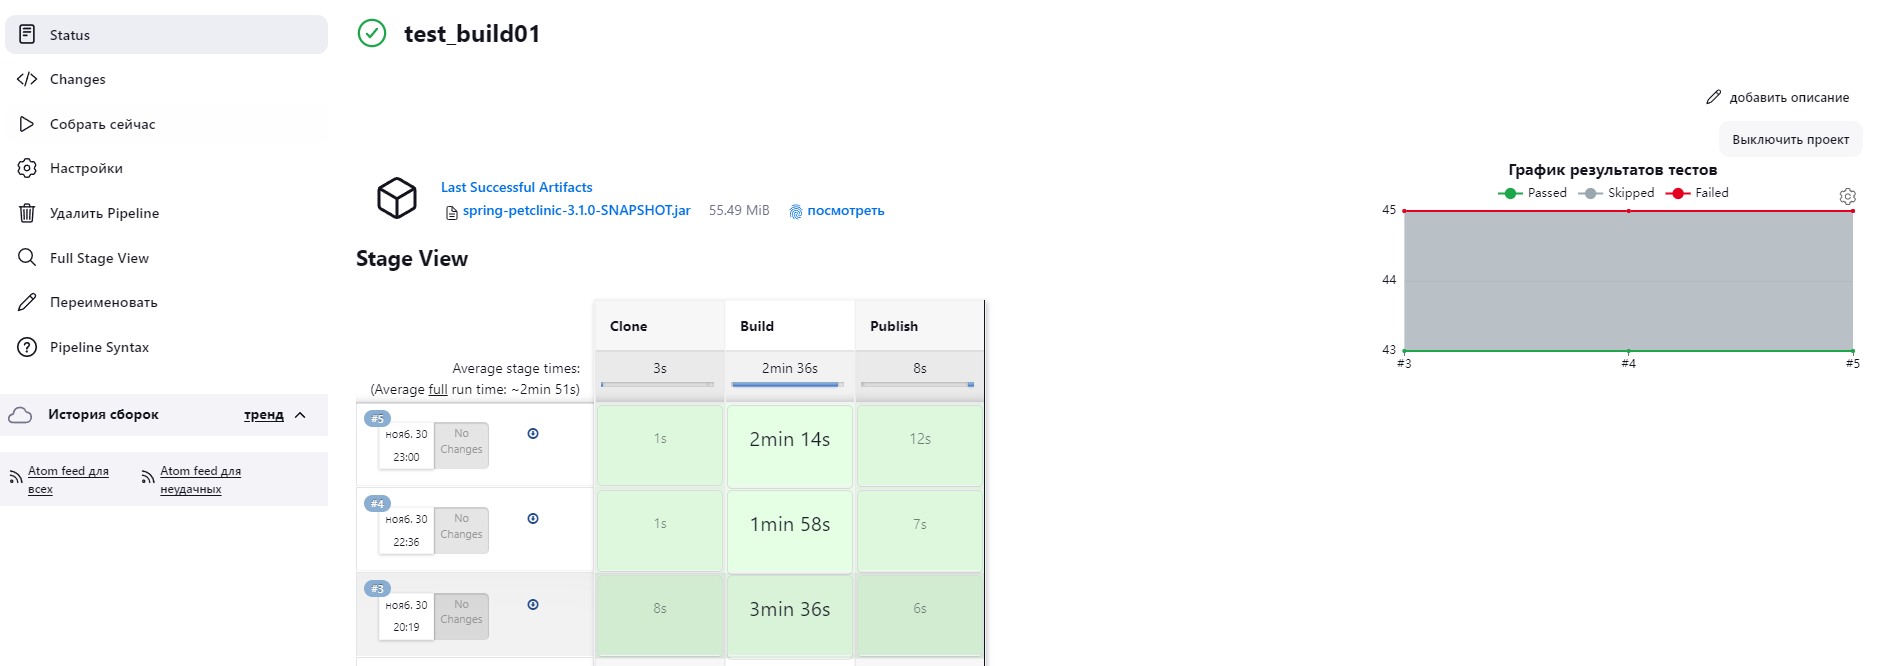 Status
Changes
Собрать сейчас
Настройки
Удалить Pipeline
Full Stage View
Переименовать
Pipeline Syntax
История сборок
тренд
Atom feed для всех
Atom feed для неудачных
test_build01
добавить описание
Выключить проект
Last Successful Artifacts
spring-petclinic-3.1.0-SNAPSHOT.jar 55.49 MiB посмотреть
График результатов тестов
Passed Skipped Failed
45
44
43
#3 #4 #5
Stage View
Clone Build Publish
Average stage times: 3s 2min 36s 8s
(Average full run time: ~2min 51s)
#5
нояб. 30
23:00
No Changes
1s 2min 14s 12s
#4
нояб. 30
22:36
No Changes
1s 1min 58s 7s
#3
нояб. 30
20:19
No Changes
8s 3min 36s 6s